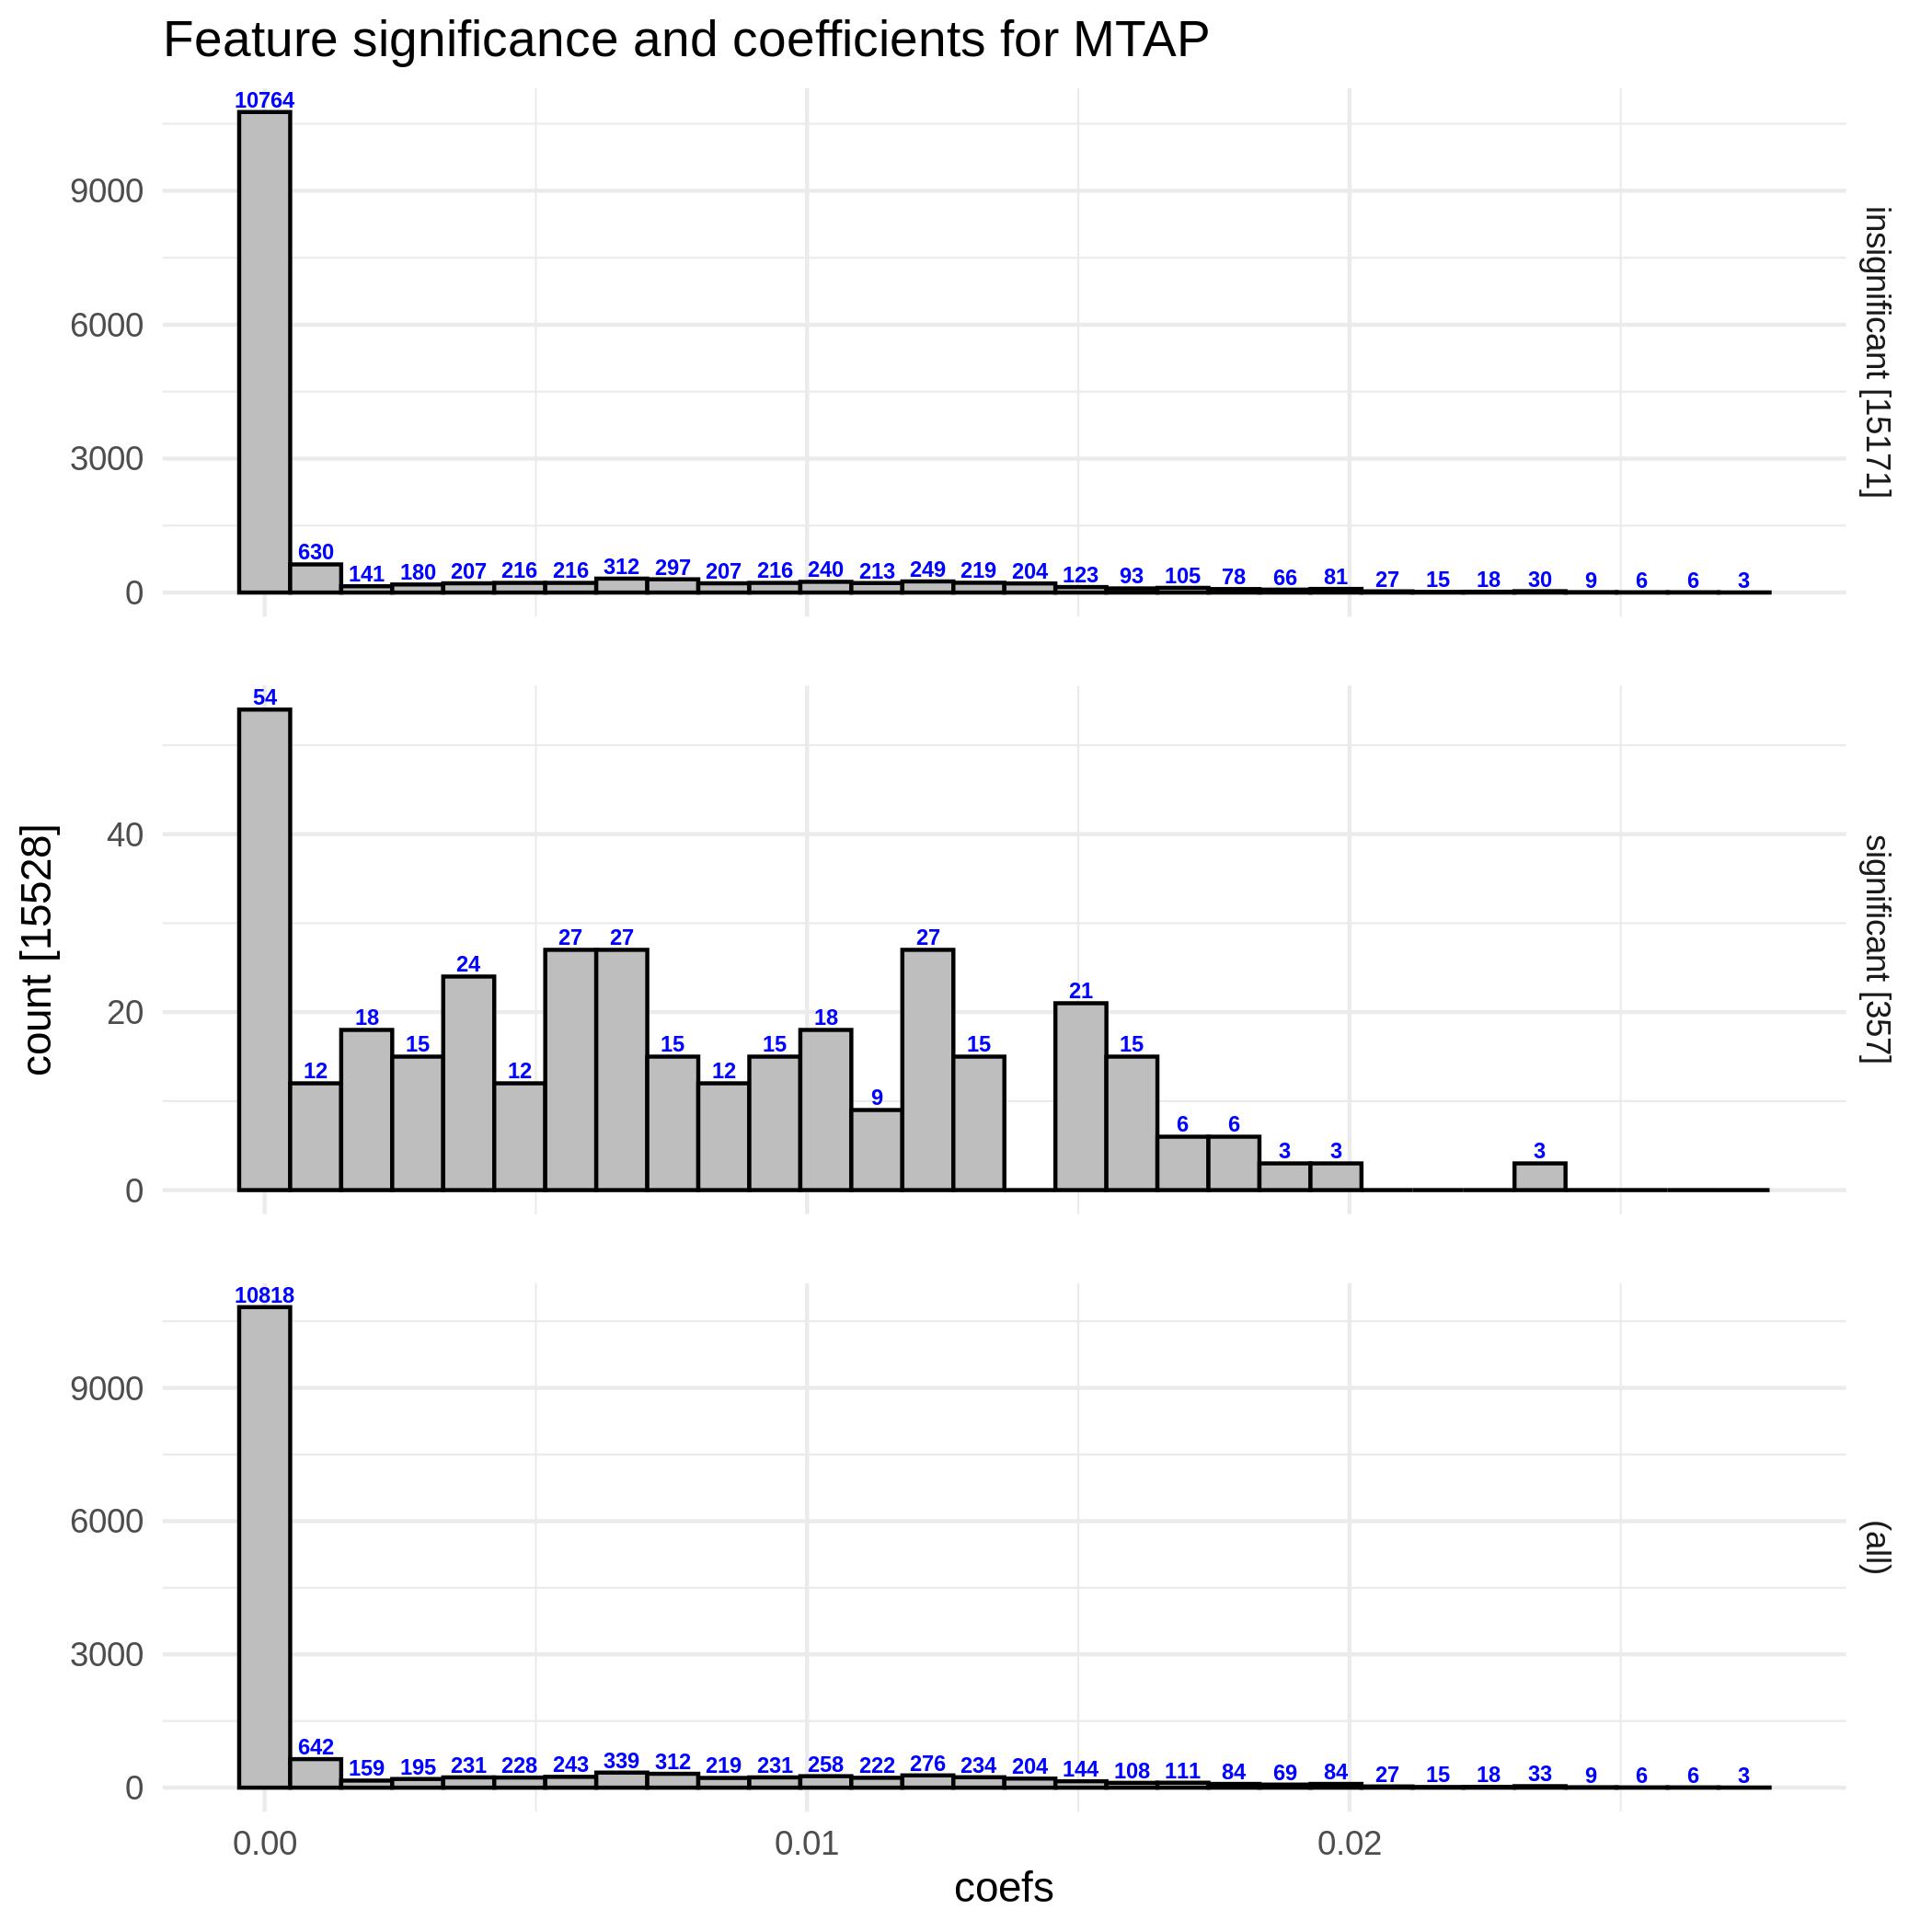 Feature significance and coefficients for MTAP
10764
630 141 180 207 216 216 312 297 207 216 240 213 249 219 204 123 93 105 78 66 81 27 15 18 30 9 6 6 3
9000
6000
3000
0
insignificant [15171]
54
12 18 15 24 12 27 27 15 12 15 18 9 27 15 21 15 6 6 3 3 3
40
20
0
significant [357]
count [15528]
10818
642 159 195 231 228 243 339 312 219 231 258 222 276 234 204 144 108 111 84 69 84 27 15 18 33 9 6 6 3
9000
6000
3000
0
(all)
0.00 0.01 0.02
coefs